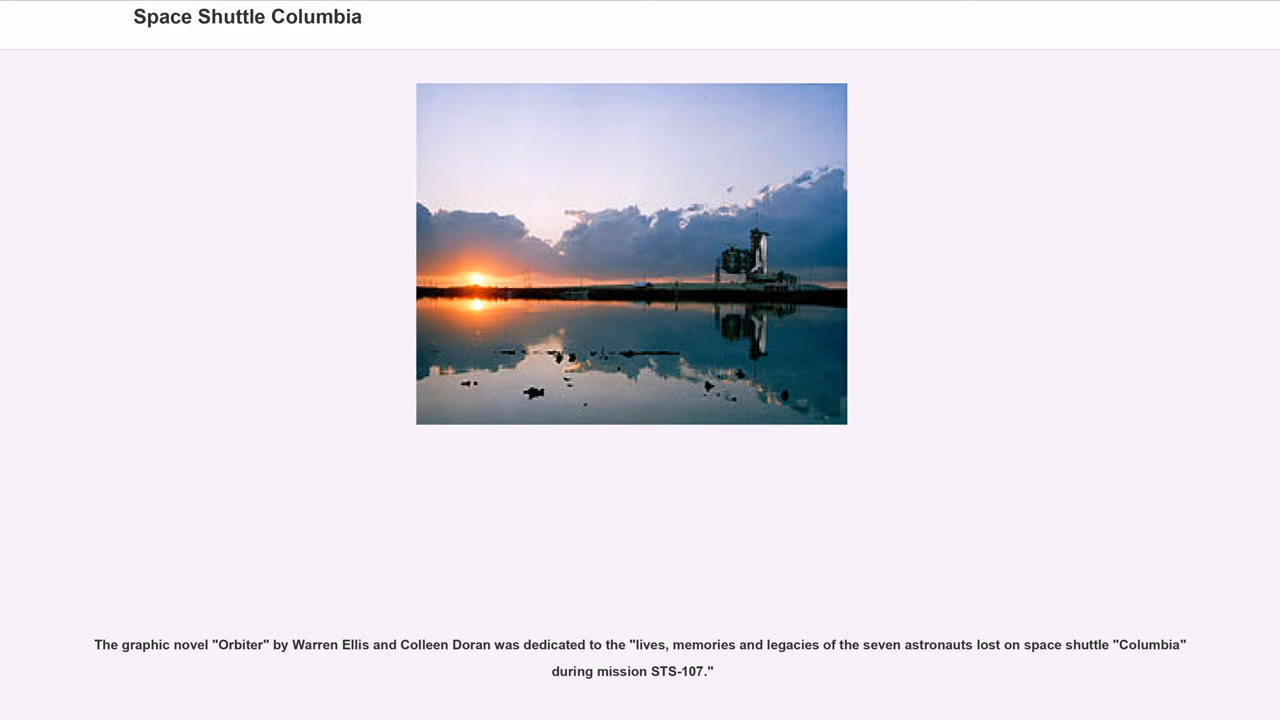 Space Shuttle Columbia
The graphic novel "Orbiter" by Warren Ellis and Colleen Doran was dedicated to the "lives, memories and legacies of the seven astronauts lost on space shuttle "Columbia"
during mission STS-107."